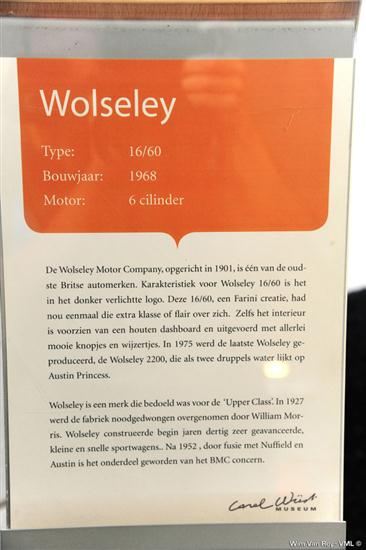 Wolseley
Type: 16/60
Bouwjaar: 1968
Motor: 6 cilinder
De Wolseley Motor Company, opgericht in 1901, is één van de oud-
ste Britse automerken. Karakteristiek voor Wolseley 16/60 is het
in het donker verlichtte logo. Deze 16/60, een Farini creatie, had
nou eenmaal die extra klasse of flair over zich. Zelfs het interieur
is voorzien van een houten dashboard en uitgevoerd met allerlei
mooie knopjes en wijzertjes. In 1975 werd de laatste Wolseley ge-
produceerd, de Wolseley 2200, die als twee druppels water lijkt op
Austin Princess.
Wolseley is een merk die bedoeld was voor de 'Upper Class'. In 1927
werd de fabriek noodgedwongen overgenomen door William Mor-
ris. Wolseley construeerde begin jaren dertig zeer geavanceerde,
kleine en snelle sportwagens.. Na 1952 , door fusie met Nuffield en
Austin is het onderdeel geworden van het BMC concern.
Carel Wüst
MUSEUM
Wim Van Roy - VML ©